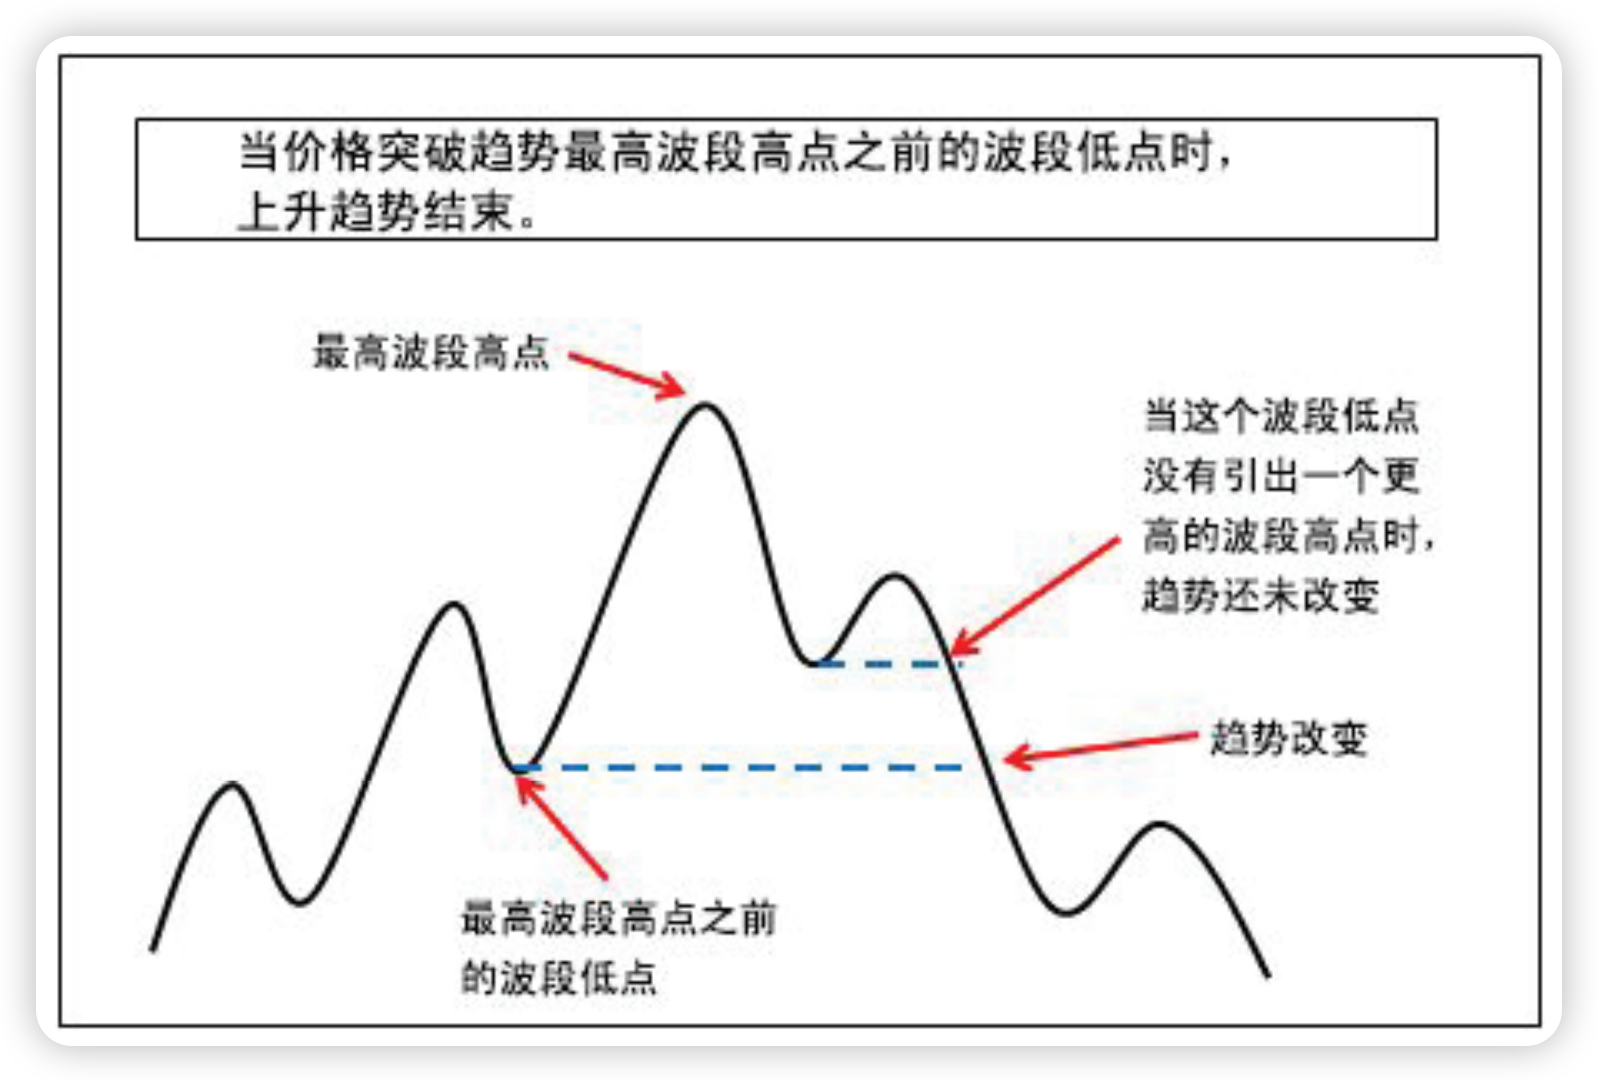 当价格突破趋势最高波段高点之前的波段低点时，
上升趋势结束。
最高波段高点
当这个波段低点
没有引出一个更
高的波段高点时，
趋势还未改变
趋势改变
最高波段高点之前
的波段低点